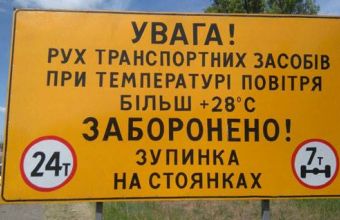 УВАГА!
РУХ ТРАНСПОРТНИХ ЗАСОБІВ
ПРИ ТЕМПЕРАТУРІ ПОВІТРЯ
БІЛЬШ +28°С
ЗАБОРОНЕНО!
24т
ЗУПИНКА
7т
НА СТОЯНКАХ